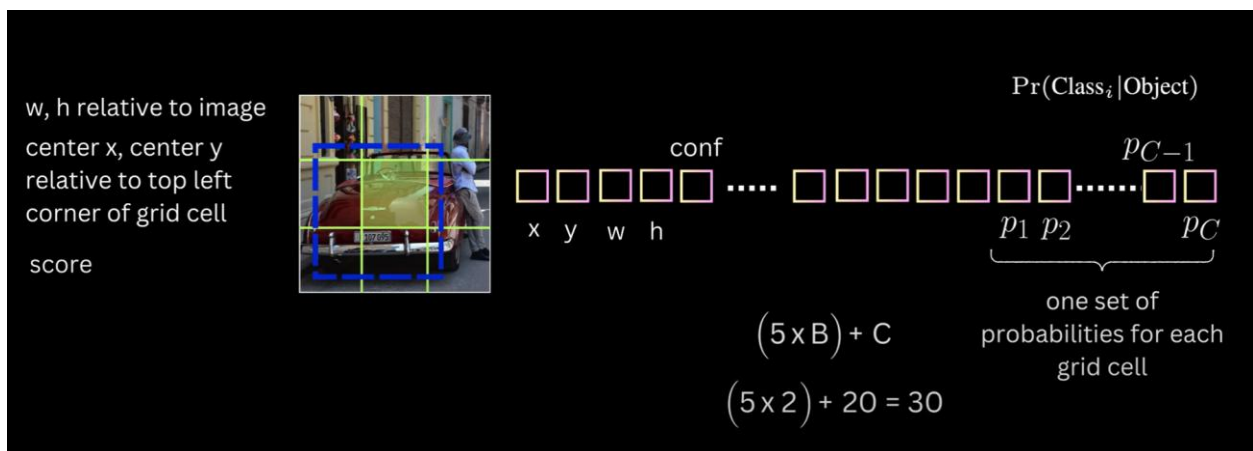 w, h relative to image
center x, center y
relative to top left
corner of grid cell
score
x y w h
conf
.....
Pr(Class_i|Object)
p_1 p_2 ...... p_{C-1} p_C
one set of
probabilities for each
grid cell
(5 x B) + C
(5 x 2) + 20 = 30